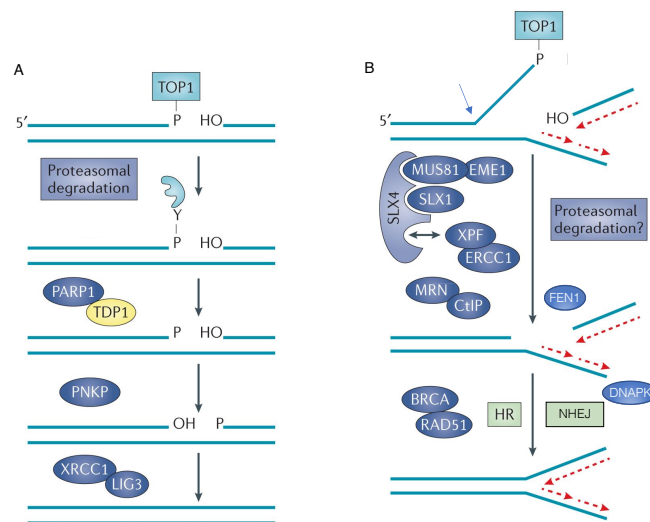 A
TOP1
P HO
5′
Proteasomal
degradation
Y
P HO
PARP1
TDP1
P HO
PNKP
OH P
XRCC1
LIG3
B
TOP1
P
HO
5′
MUS81 EME1
SLX1
SLX4
XPF
ERCC1
Proteasomal
degradation?
MRN
CtIP
FEN1
DNAPK
BRCA
RAD51
HR
NHEJ